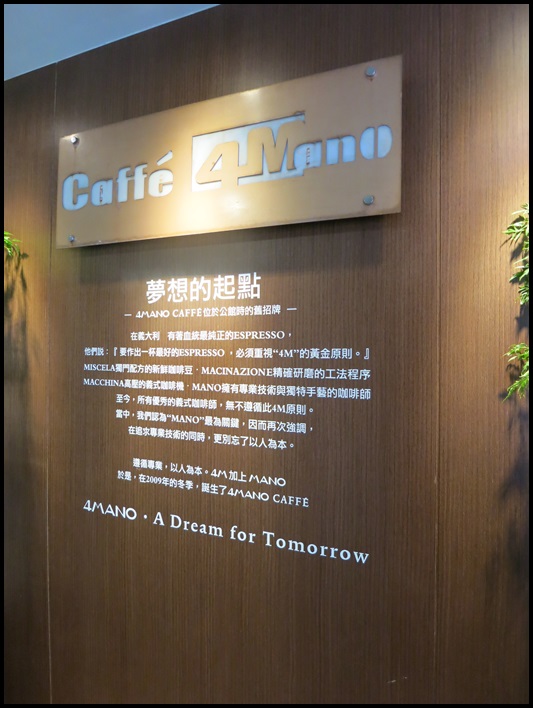 Caffé 4Mano
夢想的起點
— 4MANO CAFFÉ位於公館時的舊招牌 —
在義大利 有著血統最純正的ESPRESSO，
他們說：『要作出一杯最好的ESPRESSO，必須重視“4M”的黃金原則。』
MISCELA獨門配方的新鮮咖啡豆．MACINAZIONE精確研磨的工法程序
MACCHINA高壓的義式咖啡機．MANO擁有專業技術與獨特手藝的咖啡師
至今，所有優秀的義式咖啡師，無不遵循此4M原則。
當中，我們認為“MANO”最為關鍵，因而再次強調，
在追求專業技術的同時，更別忘了以人為本。
遵循專業，以人為本。4M 加上 MANO
於是，在2009年的冬季，誕生了4MANO CAFFÉ
4MANO・A Dream for Tomorrow